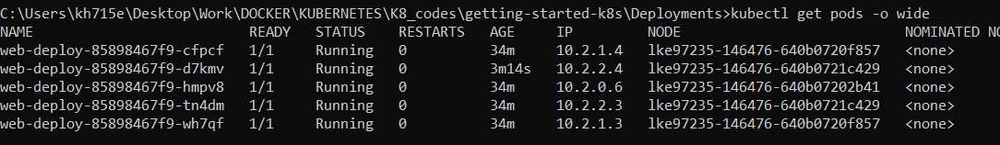 C:\Users\kh715e\Desktop\Work\DOCKER\KUBERNETES\K8_codes\getting-started-k8s\Deployments>kubectl get pods -o wide
NAME READY STATUS RESTARTS AGE IP NODE NOMINATED NO
web-deploy-85898467f9-cfpcf 1/1 Running 0 34m 10.2.1.4 lke97235-146476-640b0720f857 <none>
web-deploy-85898467f9-d7kmv 1/1 Running 0 3m14s 10.2.2.4 lke97235-146476-640b0721c429 <none>
web-deploy-85898467f9-hmpv8 1/1 Running 0 34m 10.2.0.6 lke97235-146476-640b07202b41 <none>
web-deploy-85898467f9-tn4dm 1/1 Running 0 34m 10.2.2.3 lke97235-146476-640b0721c429 <none>
web-deploy-85898467f9-wh7qf 1/1 Running 0 34m 10.2.1.3 lke97235-146476-640b0720f857 <none>